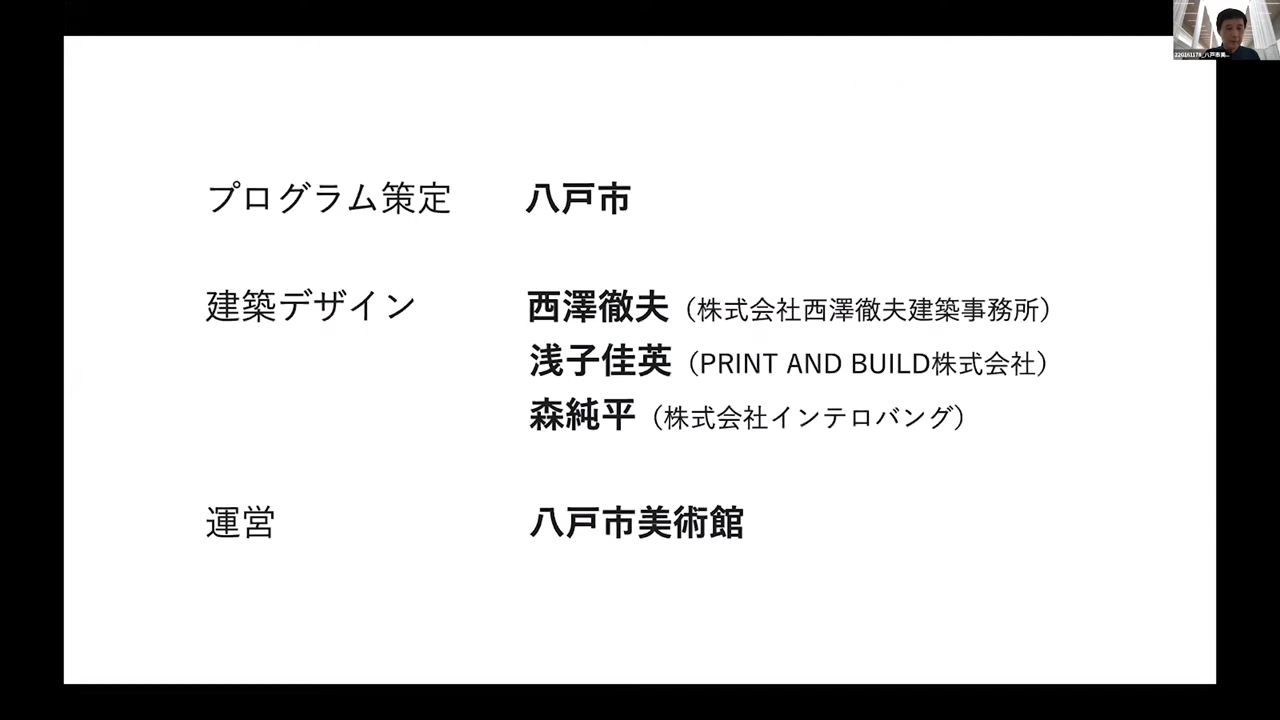 プログラム策定 八戸市
建築デザイン 西澤徹夫（株式会社西澤徹夫建築事務所）
浅子佳英（PRINT AND BUILD株式会社）
森純平（株式会社インテロバング）
運営 八戸市美術館